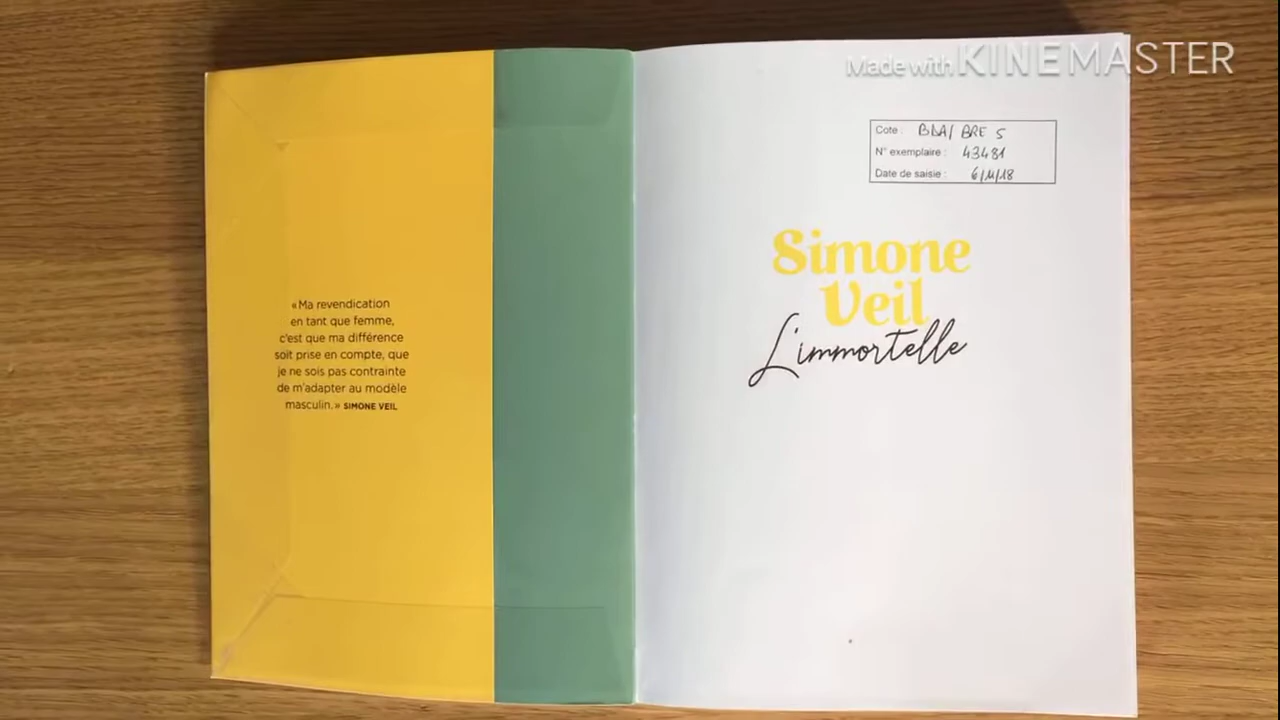 Made with KINEMASTER
Cote : BDA/ BRE S
N° exemplaire : 43481
Date de saisie : 6/11/18
« Ma revendication
en tant que femme,
c'est que ma différence
soit prise en compte, que
je ne sois pas contrainte
de m'adapter au modèle
masculin. » SIMONE VEIL
Simone
Veil
L'immortelle